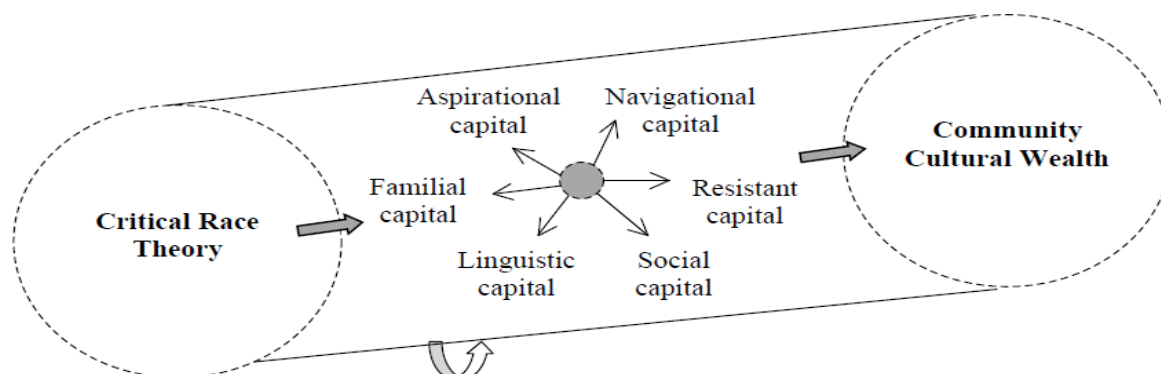 Aspirational
capital
Navigational
capital
Community
Cultural Wealth
Familial
capital
Resistant
capital
Critical Race
Theory
Linguistic
capital
Social
capital